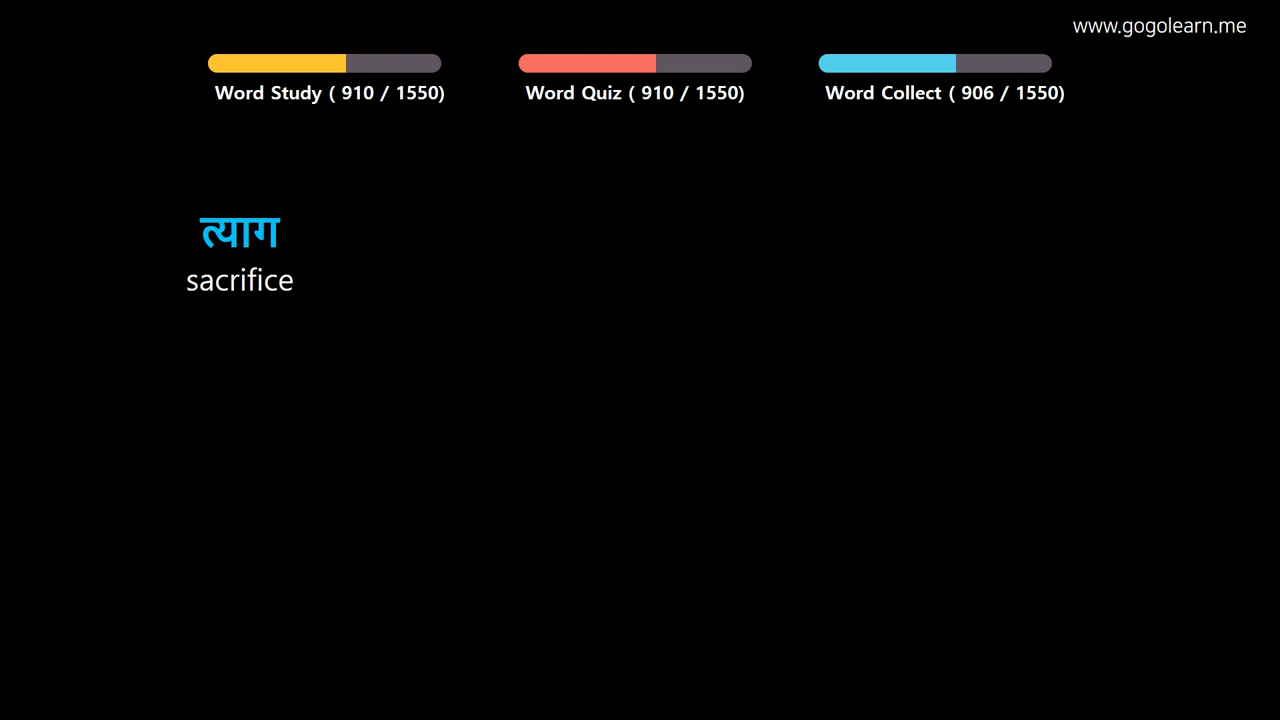 www.gogolearn.me
Word Study ( 910 / 1550)
Word Quiz ( 910 / 1550)
Word Collect ( 906 / 1550)
त्याग
sacrifice